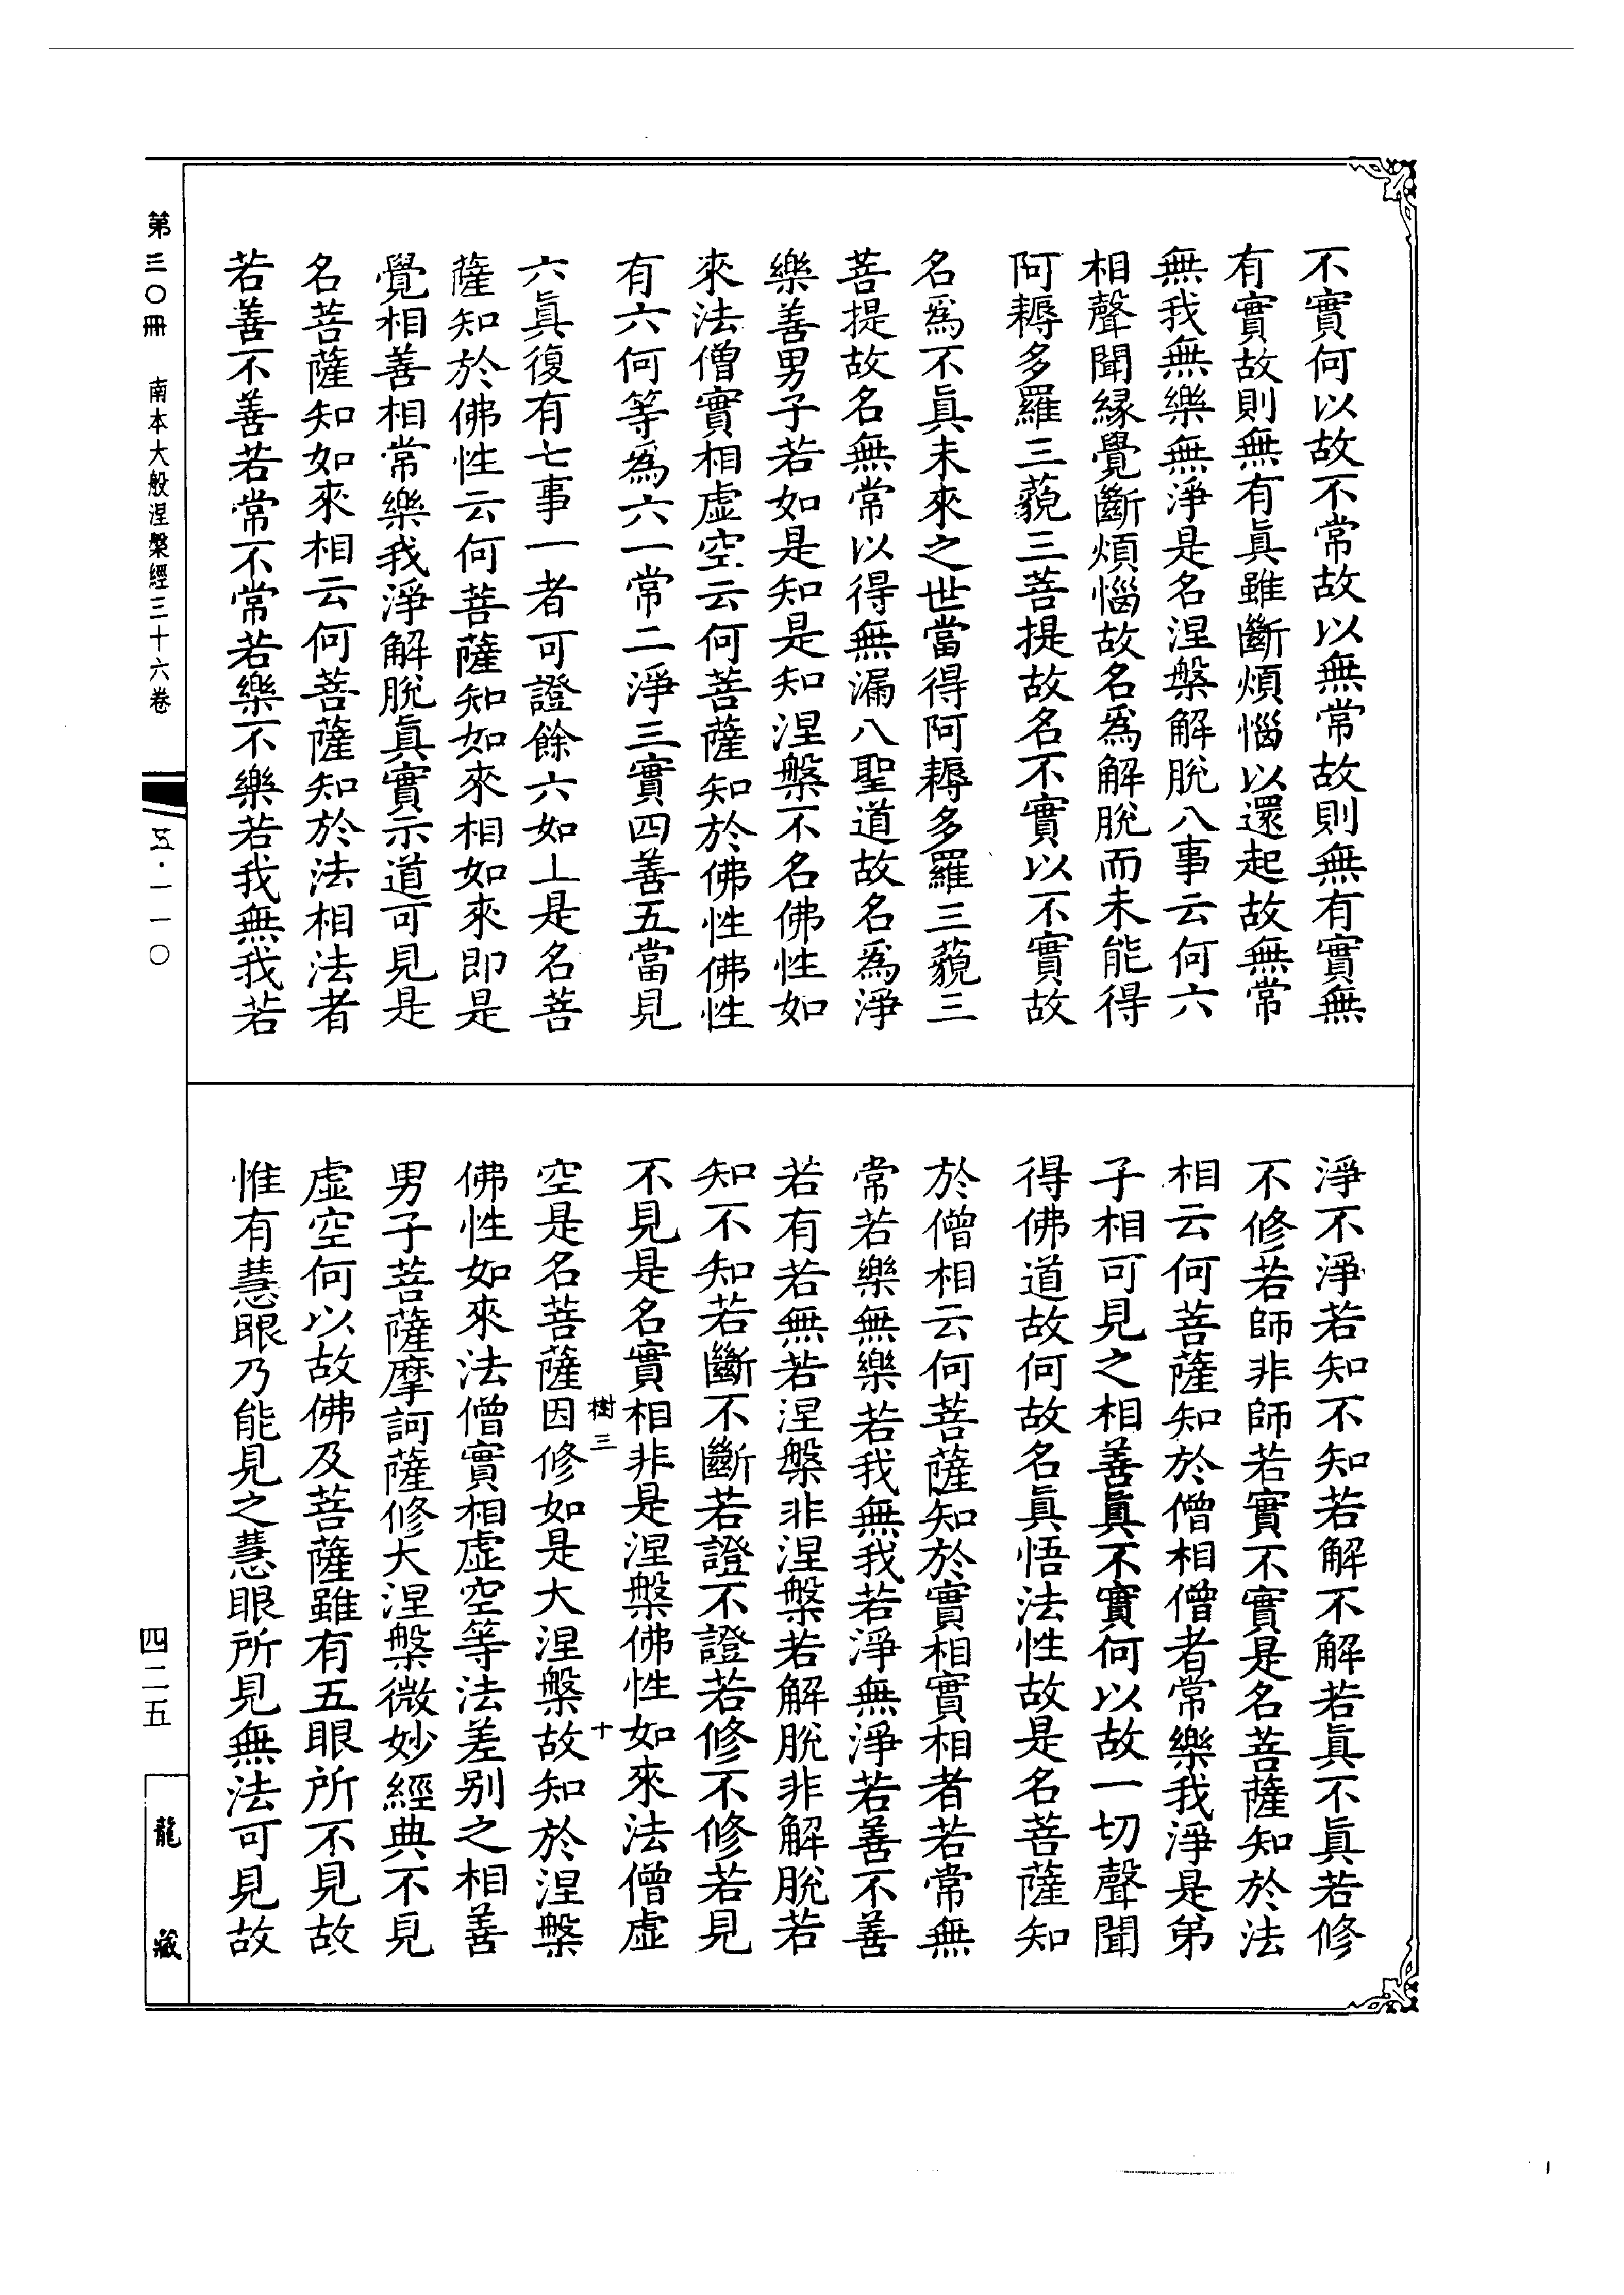 不實何以故不常故以無常故則無有實無
有實故則無有眞雖斷煩惱以還起故無常
無我無樂無淨是名涅槃解脫八事云何六
相聲聞緣覺斷煩惱故名爲解脫而未能得
阿耨多羅三藐三菩提故名不實以不實故
名爲不眞未來之世當得阿耨多羅三藐三
菩提故名無常以得無漏八聖道故名爲淨
樂善男子若如是知是知涅槃不名佛性如
來法僧實相虛空云何菩薩知於佛性佛性
有六何等爲六一常二淨三實四善五當見
六眞復有七事一者可證餘六如上是名菩
薩知於佛性云何菩薩知如來相如來即是
覺相善相常樂我淨解脫眞實示道可見是
名菩薩知如來相云何菩薩知於法相法者
若善不善若常不常若樂不樂若我無我若
淨不淨若知不知若解不解若眞不眞若修
不修若師非師若實不實是名菩薩知於法
相云何菩薩知於僧相僧者常樂我淨是弟
子相可見之相善眞不實何以故一切聲聞
得佛道故何故名眞悟法性故是名菩薩知
於僧相云何菩薩知於實相實相者若常無
常若樂無樂若我無我若淨無淨若善不善
若有若無若涅槃非涅槃若解脫非解脫若
知不知若斷不斷若證不證若修不修若見
不見是名實相非是涅槃佛性如來法僧虛
樹三 十
空是名菩薩因修如是大涅槃故知於涅槃
佛性如來法僧實相虛空等法差别之相善
男子菩薩摩訶薩修大涅槃微妙經典不見
虛空何以故佛及菩薩雖有五眼所不見故
惟有慧眼乃能見之慧眼所見無法可見故
第三〇冊 南本大般涅槃經三十六卷 五·一一〇
四二五
龍藏